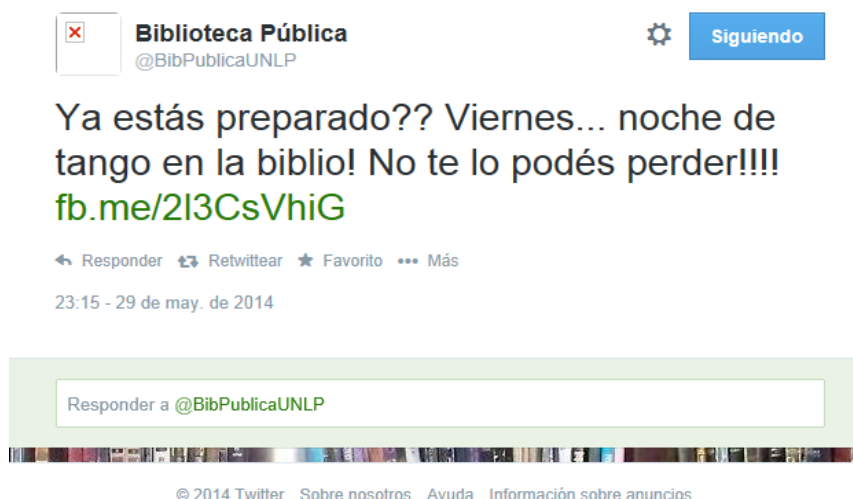 Biblioteca Pública
@BibPublicaUNLP
Siguiendo
Ya estás preparado?? Viernes... noche de
tango en la biblio! No te lo podés perder!!!!
fb.me/2l3CsVhiG
Responder Retwittear Favorito Más
23:15 - 29 de may. de 2014
Responder a @BibPublicaUNLP
© 2014 Twitter Sobre nosotros Ayuda Información sobre anuncios